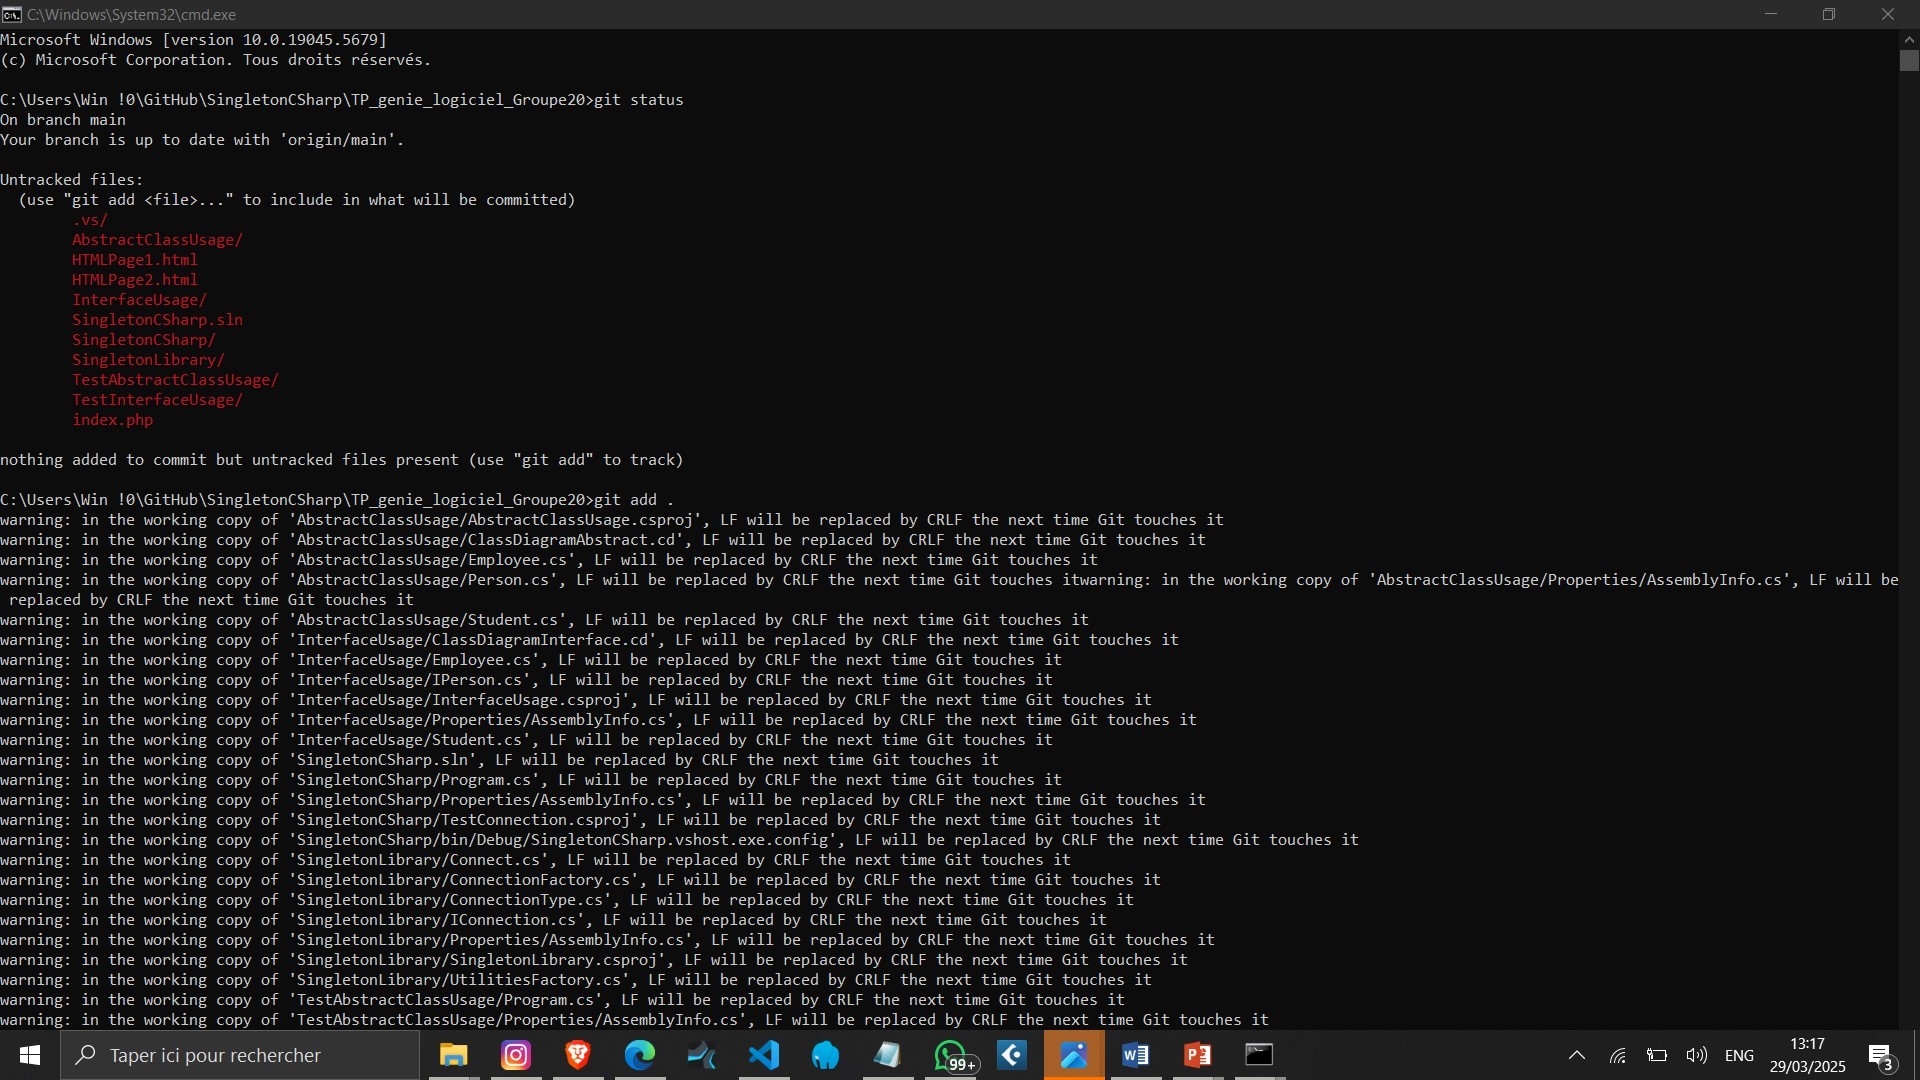 C:\Windows\System32\cmd.exe
Microsoft Windows [version 10.0.19045.5679]
(c) Microsoft Corporation. Tous droits réservés.
C:\Users\Win !0\GitHub\SingletonCSharp\TP_genie_logiciel_Groupe20>git status
On branch main
Your branch is up to date with 'origin/main'.
Untracked files:
  (use "git add <file>..." to include in what will be committed)
        .vs/
        AbstractClassUsage/
        HTMLPage1.html
        HTMLPage2.html
        InterfaceUsage/
        SingletonCSharp.sln
        SingletonCSharp/
        SingletonLibrary/
        TestAbstractClassUsage/
        TestInterfaceUsage/
        index.php
nothing added to commit but untracked files present (use "git add" to track)
C:\Users\Win !0\GitHub\SingletonCSharp\TP_genie_logiciel_Groupe20>git add .
warning: in the working copy of 'AbstractClassUsage/AbstractClassUsage.csproj', LF will be replaced by CRLF the next time Git touches it
warning: in the working copy of 'AbstractClassUsage/ClassDiagramAbstract.cd', LF will be replaced by CRLF the next time Git touches it
warning: in the working copy of 'AbstractClassUsage/Employee.cs', LF will be replaced by CRLF the next time Git touches it
warning: in the working copy of 'AbstractClassUsage/Person.cs', LF will be replaced by CRLF the next time Git touches itwarning: in the working copy of 'AbstractClassUsage/Properties/AssemblyInfo.cs', LF will be
 replaced by CRLF the next time Git touches it
warning: in the working copy of 'AbstractClassUsage/Student.cs', LF will be replaced by CRLF the next time Git touches it
warning: in the working copy of 'InterfaceUsage/ClassDiagramInterface.cd', LF will be replaced by CRLF the next time Git touches it
warning: in the working copy of 'InterfaceUsage/Employee.cs', LF will be replaced by CRLF the next time Git touches it
warning: in the working copy of 'InterfaceUsage/IPerson.cs', LF will be replaced by CRLF the next time Git touches it
warning: in the working copy of 'InterfaceUsage/InterfaceUsage.csproj', LF will be replaced by CRLF the next time Git touches it
warning: in the working copy of 'InterfaceUsage/Properties/AssemblyInfo.cs', LF will be replaced by CRLF the next time Git touches it
warning: in the working copy of 'InterfaceUsage/Student.cs', LF will be replaced by CRLF the next time Git touches it
warning: in the working copy of 'SingletonCSharp.sln', LF will be replaced by CRLF the next time Git touches it
warning: in the working copy of 'SingletonCSharp/Program.cs', LF will be replaced by CRLF the next time Git touches it
warning: in the working copy of 'SingletonCSharp/Properties/AssemblyInfo.cs', LF will be replaced by CRLF the next time Git touches it
warning: in the working copy of 'SingletonCSharp/TestConnection.csproj', LF will be replaced by CRLF the next time Git touches it
warning: in the working copy of 'SingletonCSharp/bin/Debug/SingletonCSharp.vshost.exe.config', LF will be replaced by CRLF the next time Git touches it
warning: in the working copy of 'SingletonLibrary/Connect.cs', LF will be replaced by CRLF the next time Git touches it
warning: in the working copy of 'SingletonLibrary/ConnectionFactory.cs', LF will be replaced by CRLF the next time Git touches it
warning: in the working copy of 'SingletonLibrary/ConnectionType.cs', LF will be replaced by CRLF the next time Git touches it
warning: in the working copy of 'SingletonLibrary/IConnection.cs', LF will be replaced by CRLF the next time Git touches it
warning: in the working copy of 'SingletonLibrary/Properties/AssemblyInfo.cs', LF will be replaced by CRLF the next time Git touches it
warning: in the working copy of 'SingletonLibrary/SingletonLibrary.csproj', LF will be replaced by CRLF the next time Git touches it
warning: in the working copy of 'SingletonLibrary/UtilitiesFactory.cs', LF will be replaced by CRLF the next time Git touches it
warning: in the working copy of 'TestAbstractClassUsage/Program.cs', LF will be replaced by CRLF the next time Git touches it
warning: in the working copy of 'TestAbstractClassUsage/Properties/AssemblyInfo.cs', LF will be replaced by CRLF the next time Git touches it
Taper ici pour rechercher
99+
ENG
13:17
29/03/2025
3